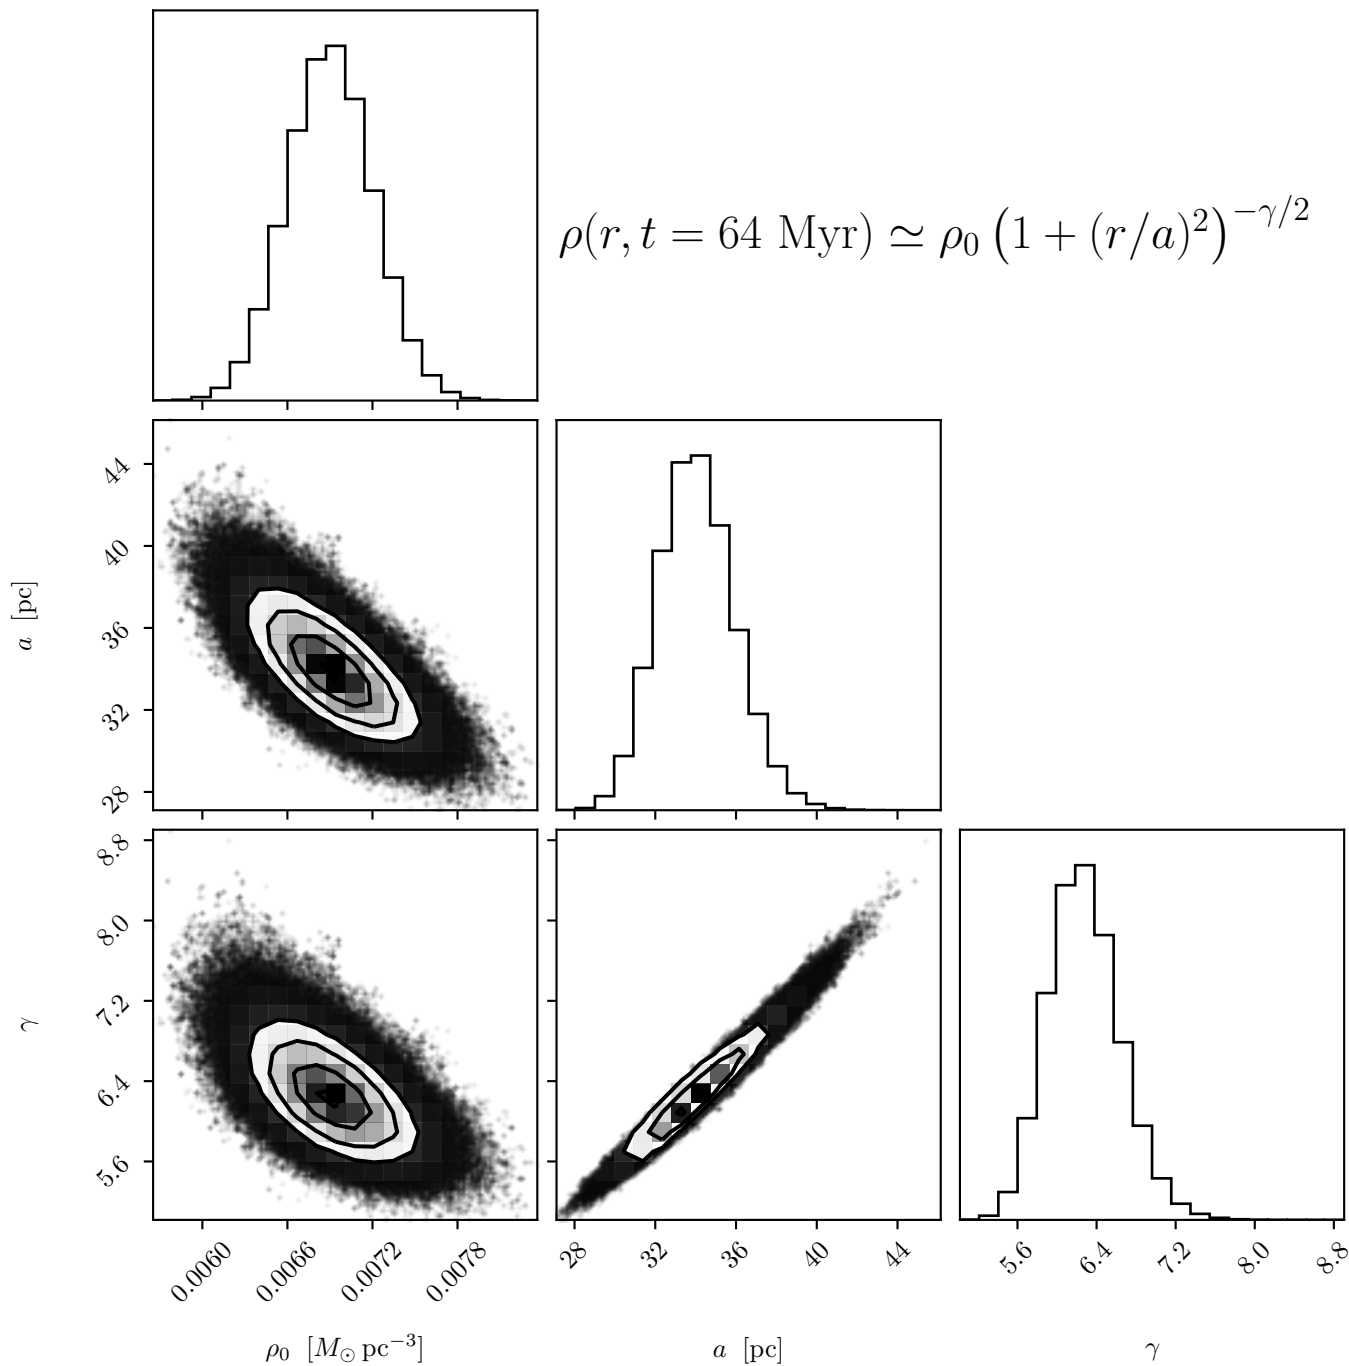 ρ(r, t = 64 Myr) ≃ ρ₀ (1 + (r/a)²)^{−γ/2}
44
40
36
32
28
a [pc]
8.8
8.0
7.2
6.4
5.6
γ
0.0060 0.0066 0.0072 0.0078
28 32 36 40 44
5.6 6.4 7.2 8.0 8.8
ρ₀ [M⊙ pc⁻³]
a [pc]
γ